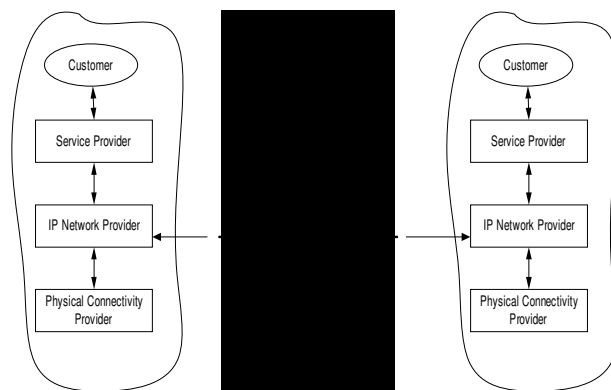 Customer
Service Provider
IP Network Provider
Physical Connectivity
Provider
Customer
Service Provider
IP Network Provider
Physical Connectivity
Provider